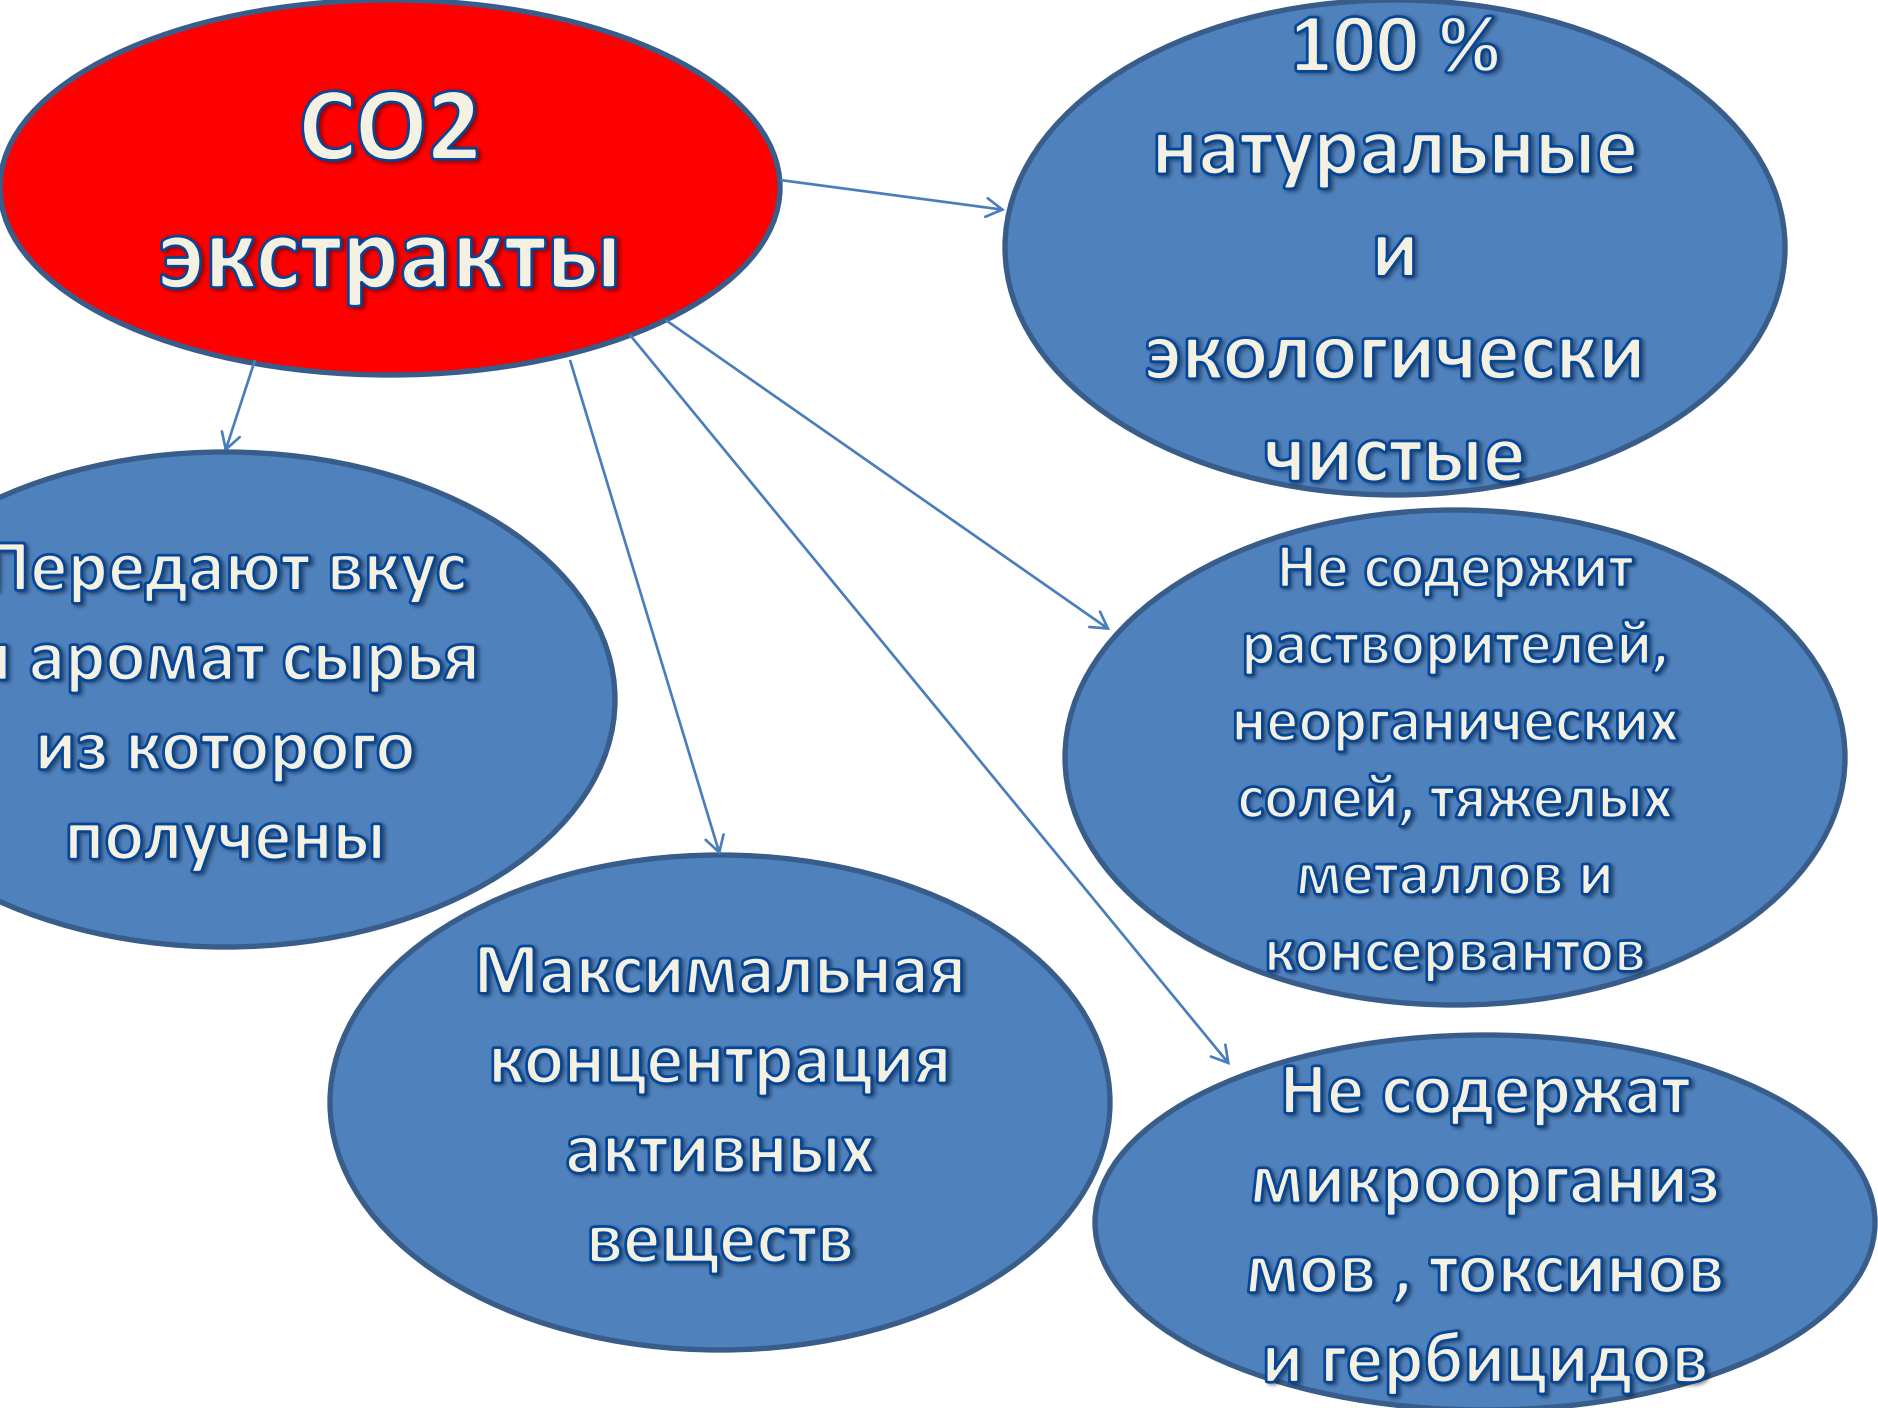 СО2
экстракты
100 %
натуральные
и
экологически
чистые
Передают вкус
и аромат сырья
из которого
получены
Не содержит
растворителей,
неорганических
солей, тяжелых
металлов и
консервантов
Максимальная
концентрация
активных
веществ
Не содержат
микроорганиз
мов , токсинов
и гербицидов